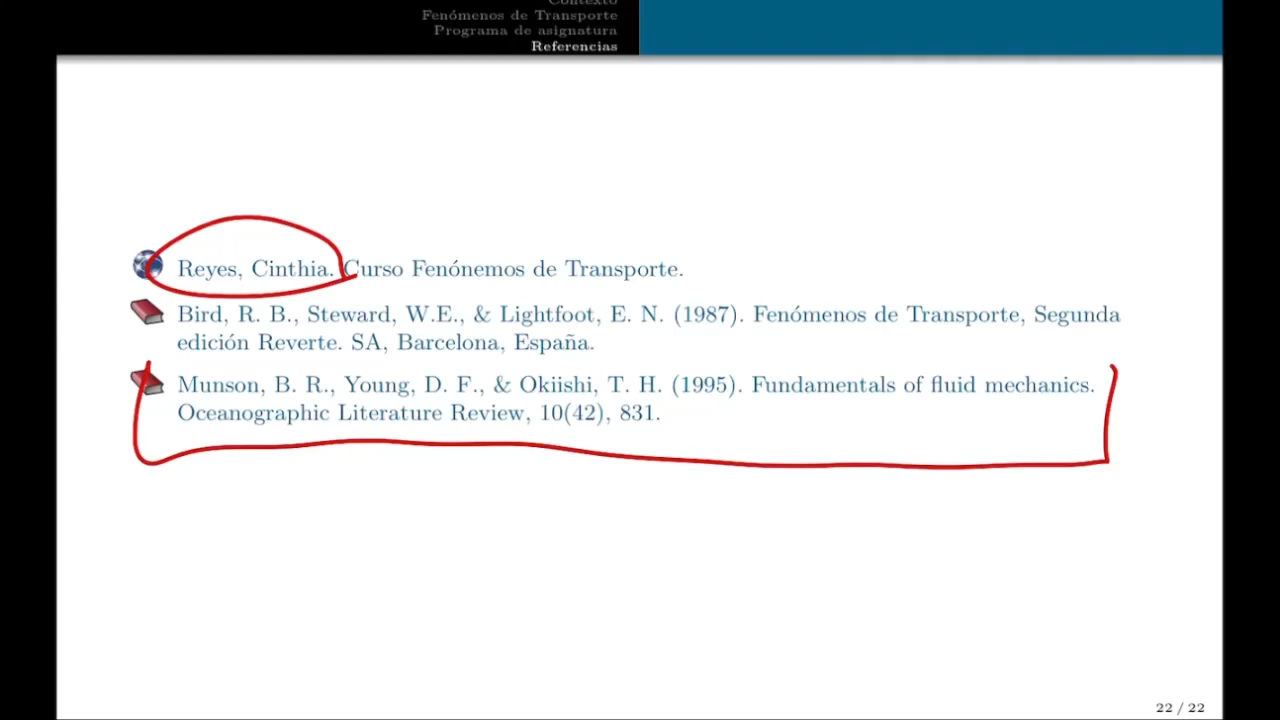 Contexto
Fenómenos de Transporte
Programa de asignatura
Referencias
Reyes, Cinthia. Curso Fenónemos de Transporte.
Bird, R. B., Steward, W.E., & Lightfoot, E. N. (1987). Fenómenos de Transporte, Segunda
edición Reverte. SA, Barcelona, España.
Munson, B. R., Young, D. F., & Okiishi, T. H. (1995). Fundamentals of fluid mechanics.
Oceanographic Literature Review, 10(42), 831.
22 / 22